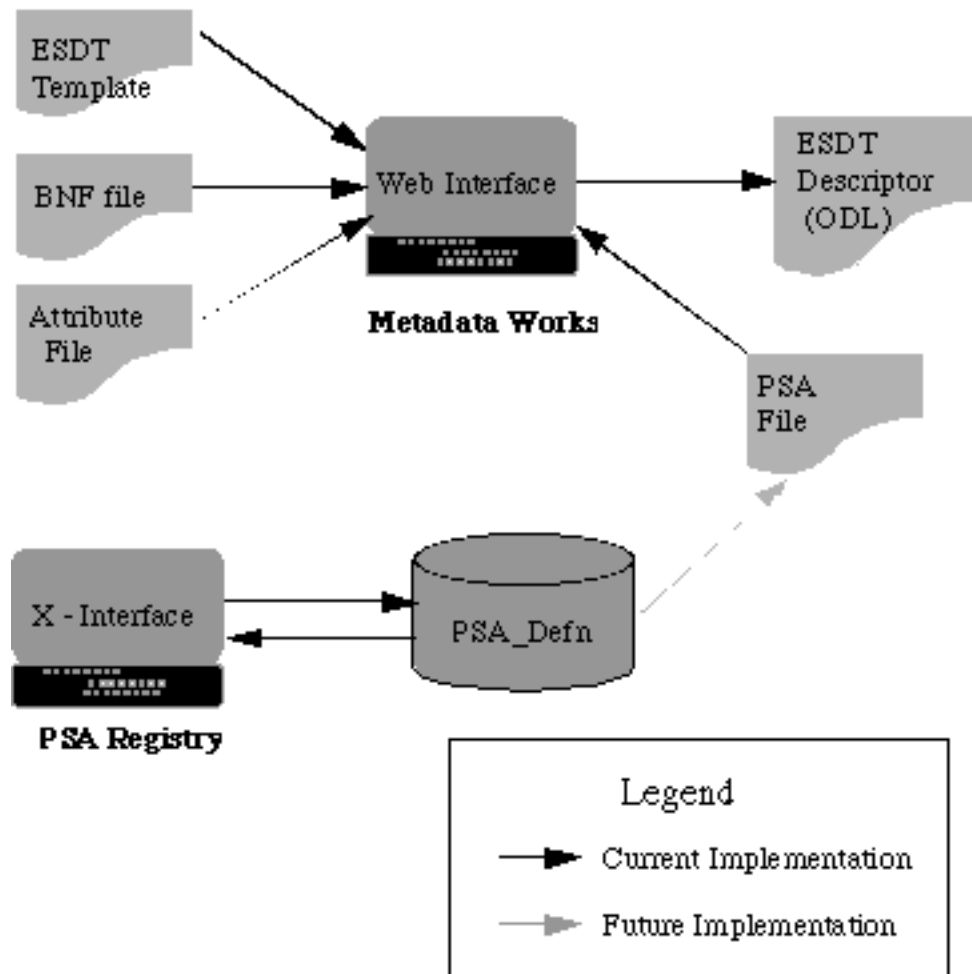 ESDT
Template
BNF file
Attribute
File
Web Interface
Metadata Works
ESDT
Descriptor
(ODL)
PSA
File
X - Interface
PSA Registry
PSA_Defn
Legend
Current Implementation
Future Implementation